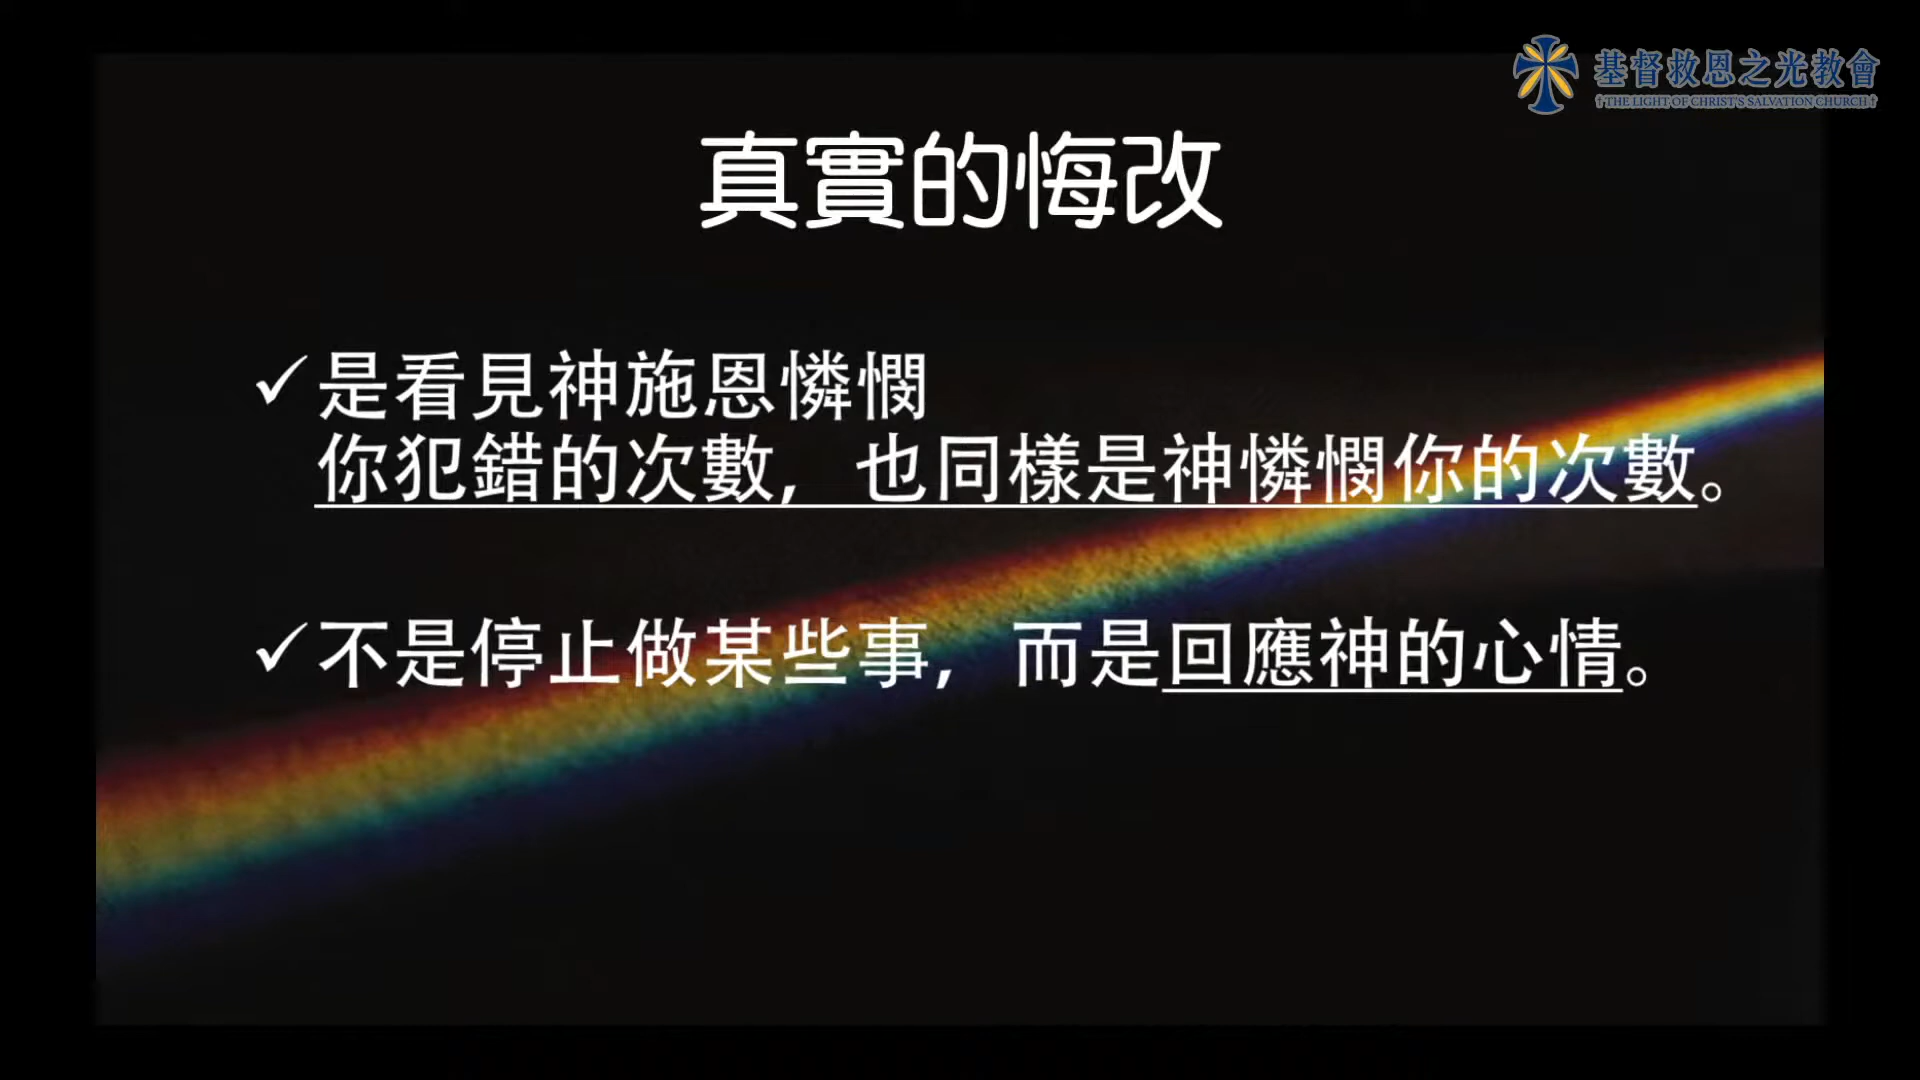 基督救恩之光教會
†THE LIGHT OF CHRIST'S SALVATION CHURCH†
真實的悔改
✓是看見神施恩憐憫
你犯錯的次數，也同樣是神憐憫你的次數。
✓不是停止做某些事，而是回應神的心情。